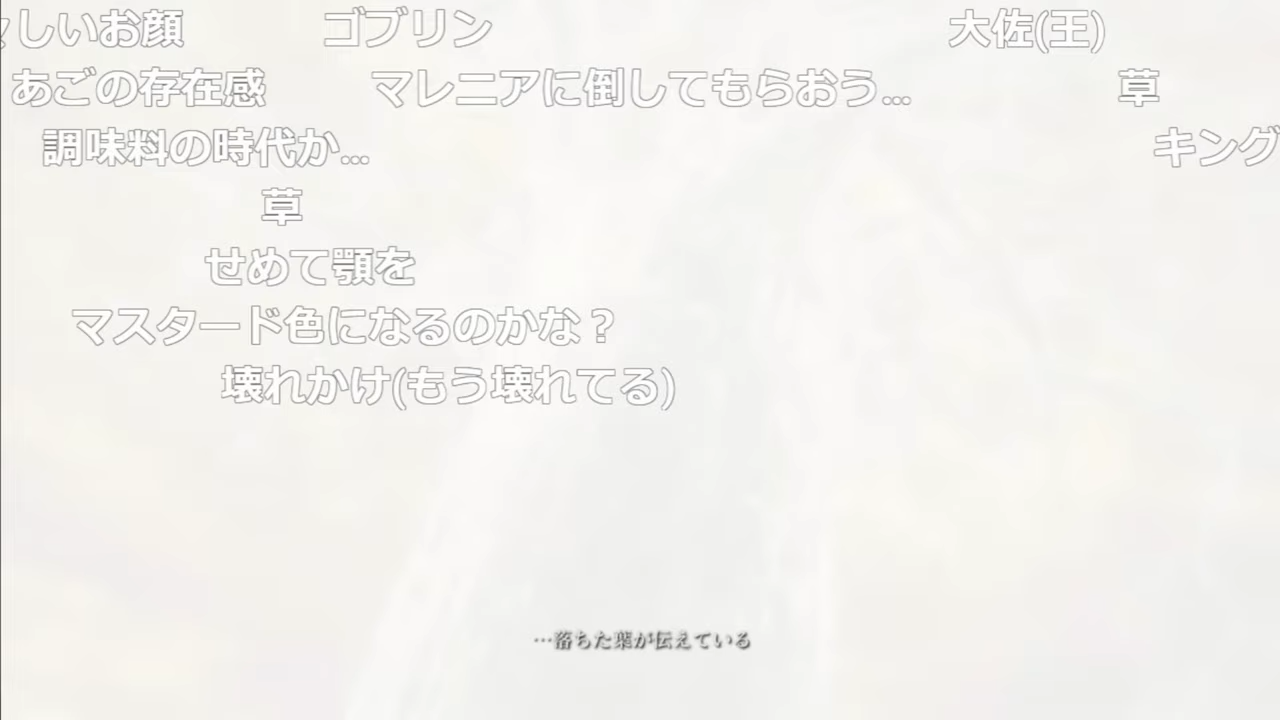 々しいお顔 ゴブリン 大佐(王)
あごの存在感 マレニアに倒してもらおう... 草
調味料の時代か... キング
草
せめて顎を
マスタード色になるのかな？
壊れかけ(もう壊れてる)
…落ちた葉が伝えている